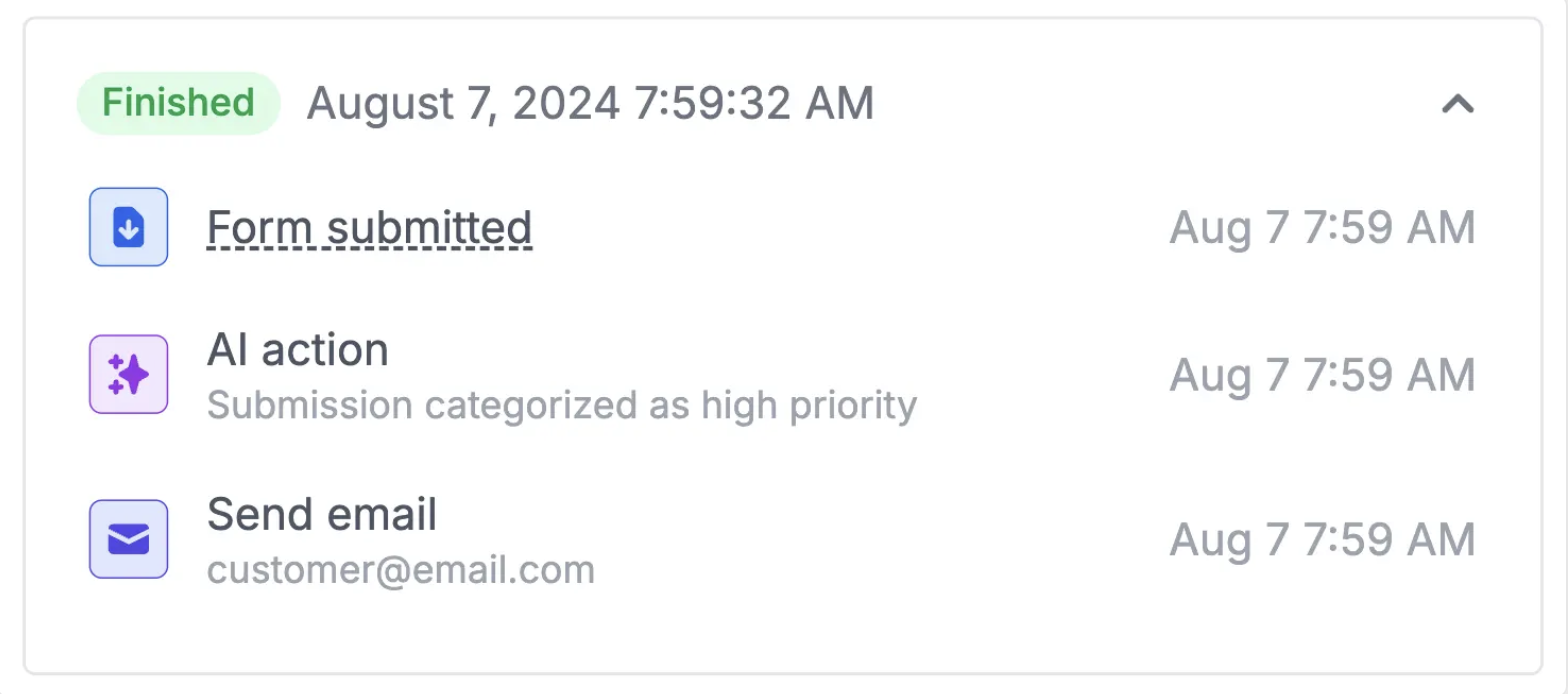 Finished August 7, 2024 7:59:32 AM
Form submitted Aug 7 7:59 AM
AI action
Submission categorized as high priority
Aug 7 7:59 AM
Send email
customer@email.com
Aug 7 7:59 AM